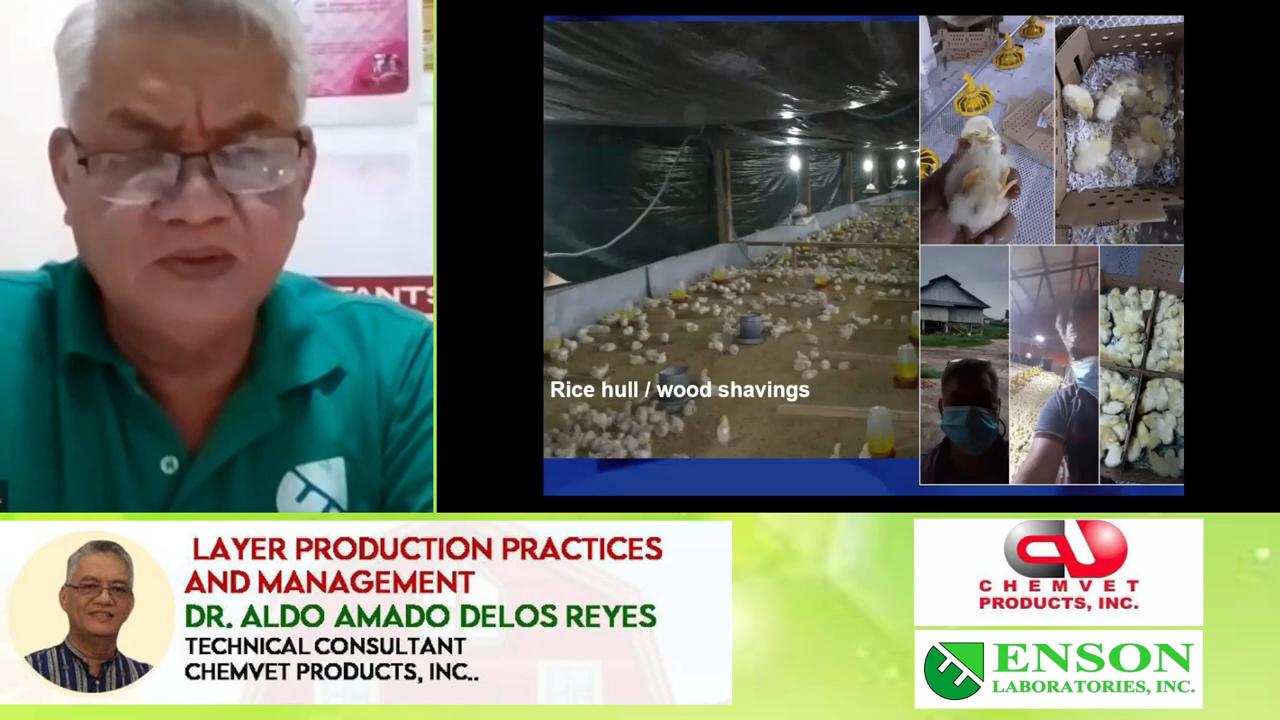 TANTS
Rice hull / wood shavings
LAYER PRODUCTION PRACTICES
AND MANAGEMENT
DR. ALDO AMADO DELOS REYES
TECHNICAL CONSULTANT
CHEMVET PRODUCTS, INC..
CHEMVET
PRODUCTS, INC.
ENSON
LABORATORIES, INC.